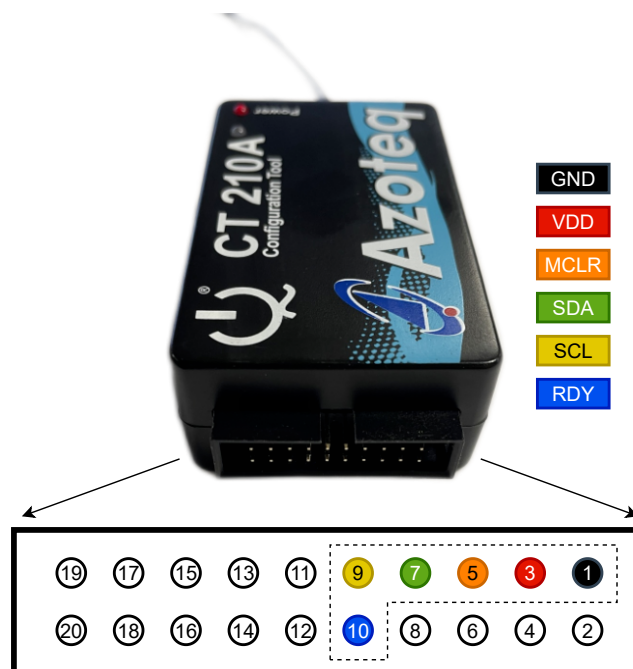 Power
CT 210A
Configuration Tool
IQ®
Azoteq
GND
VDD
MCLR
SDA
SCL
RDY
19 17 15 13 11 9 7 5 3 1
20 18 16 14 12 10 8 6 4 2